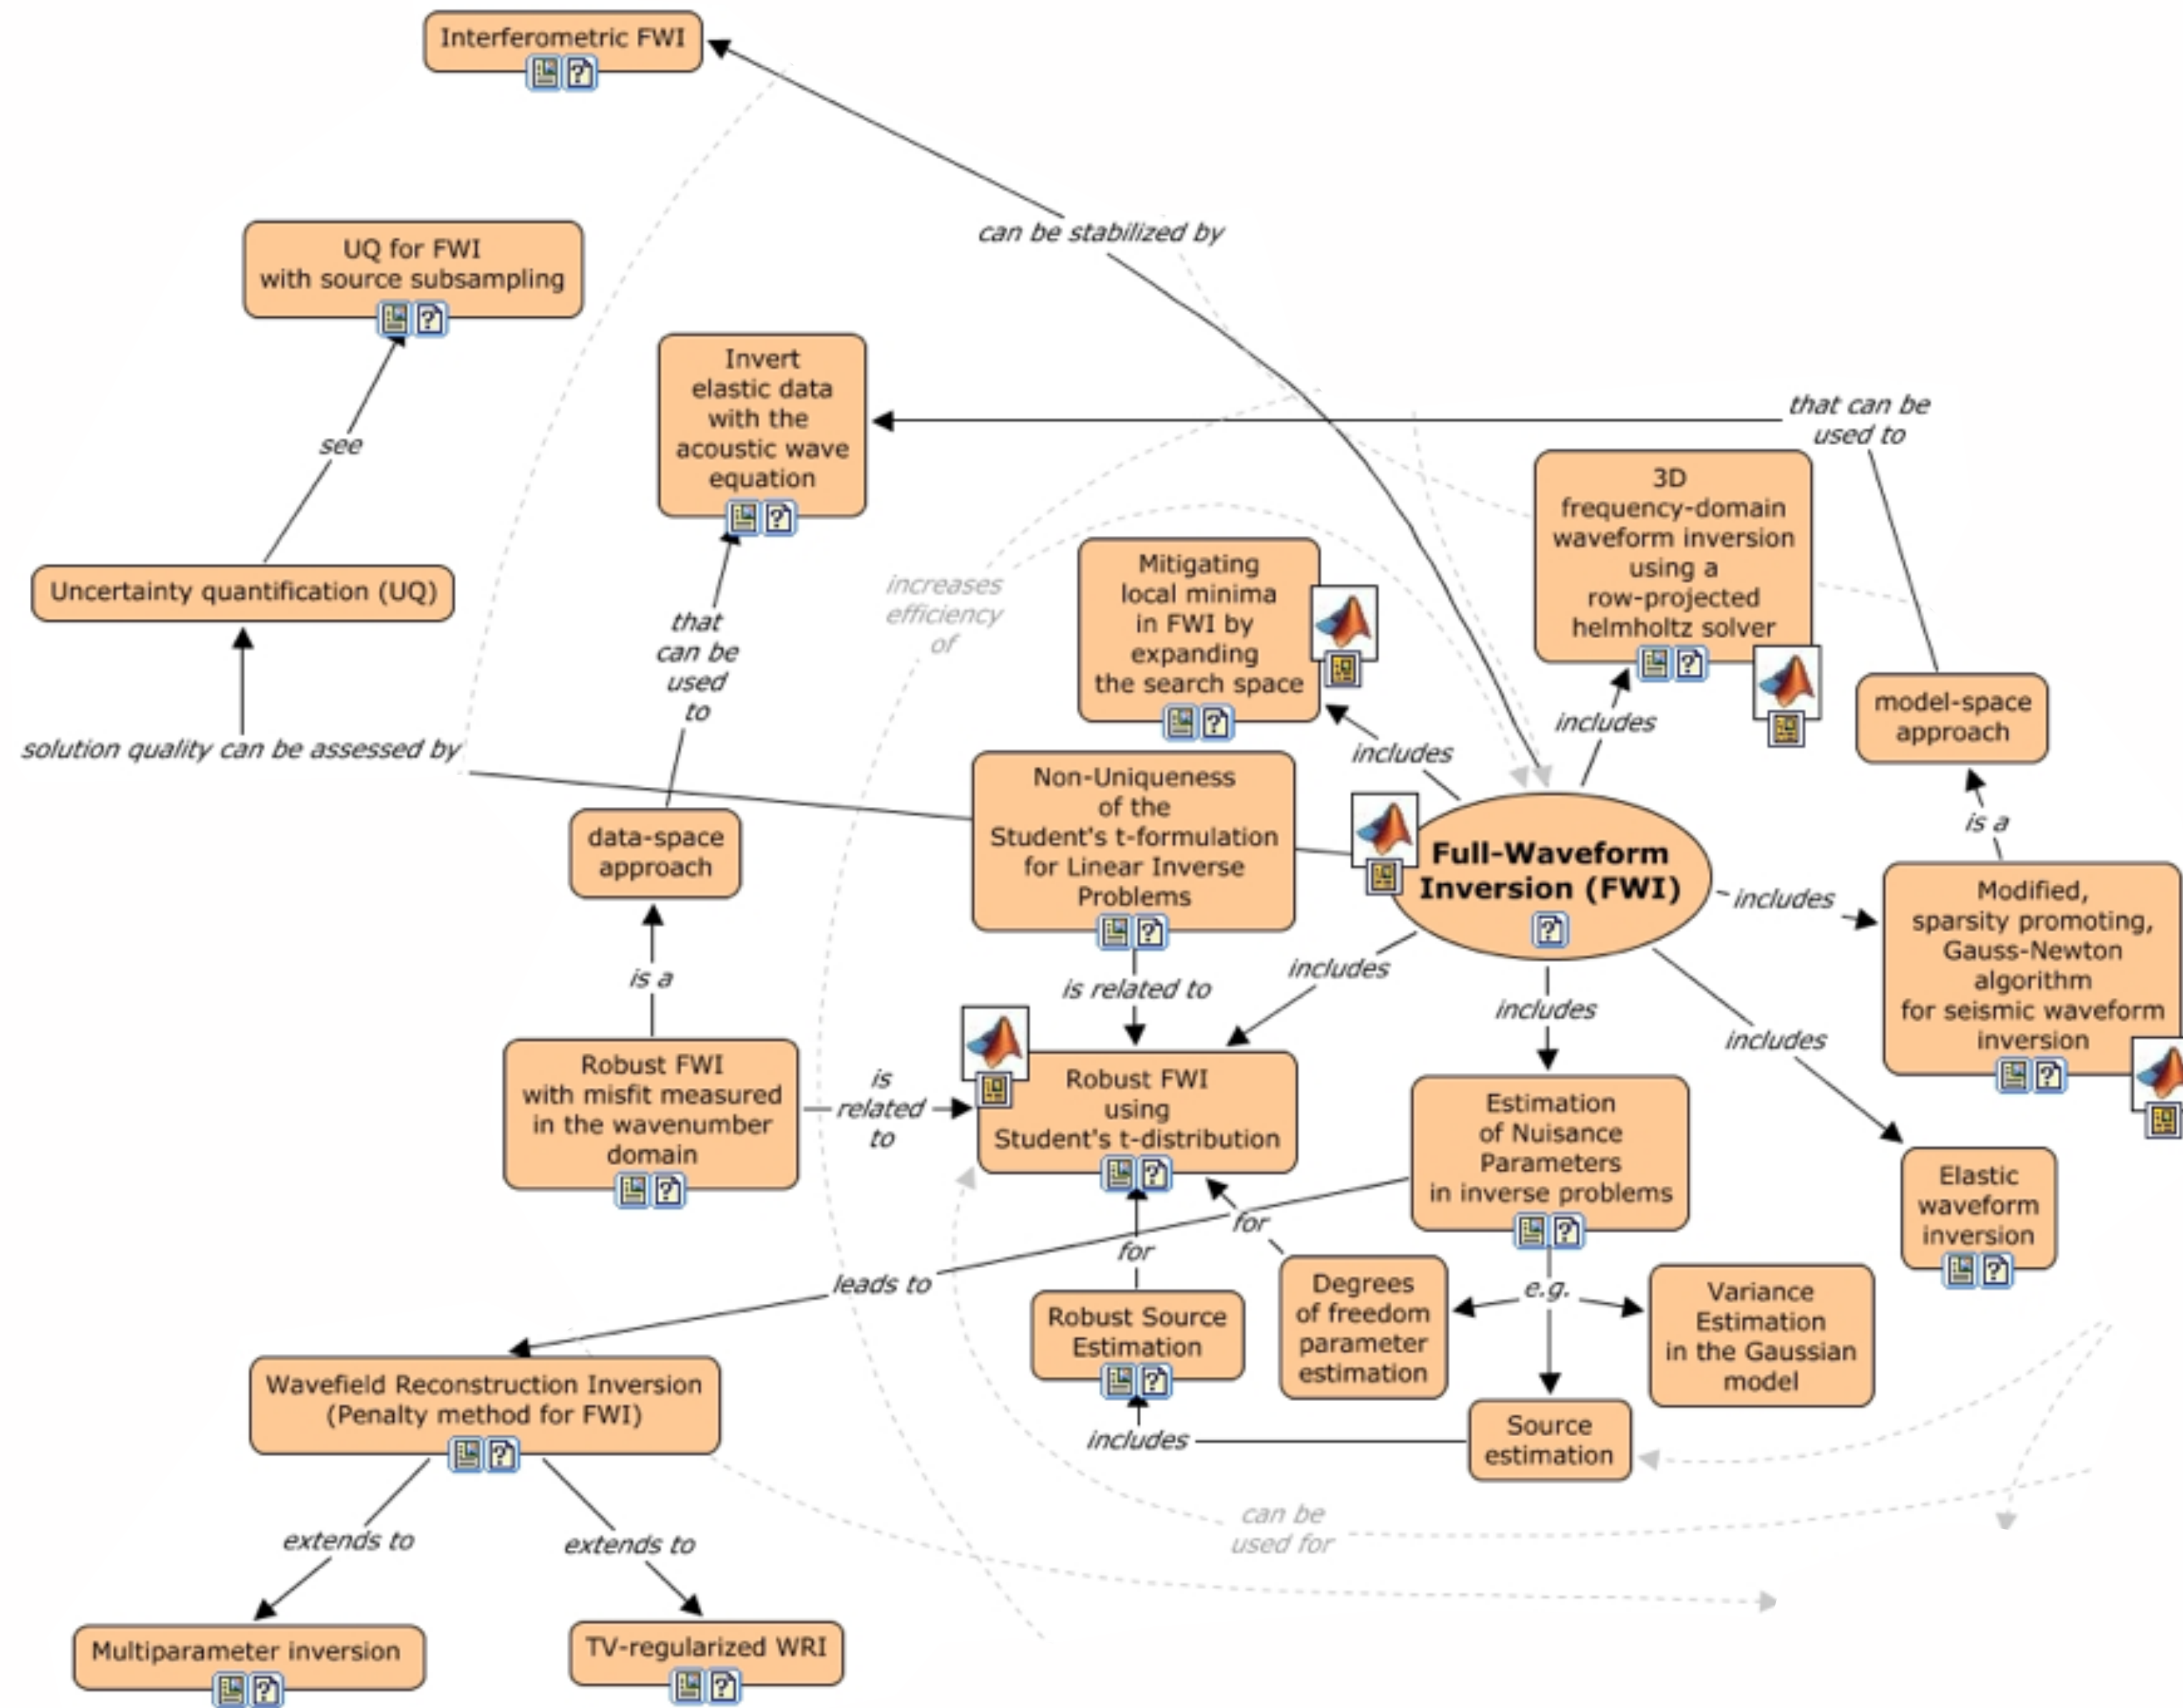 Interferometric FWI
can be stabilized by
UQ for FWI
with source subsampling
see
Uncertainty quantification (UQ)
solution quality can be assessed by
Invert
elastic data
with the
acoustic wave
equation
that can be
used to
that
can be
used
to
data-space
approach
is a
Robust FWI
with misfit measured
in the wavenumber
domain
is
related
to
increases
efficiency
of
Mitigating
local minima
in FWI by
expanding
the search space
includes
3D
frequency-domain
waveform inversion
using a
row-projected
helmholtz solver
includes
model-space
approach
is a
Non-Uniqueness
of the
Student's t-formulation
for Linear Inverse
Problems
is related to
Full-Waveform
Inversion (FWI)
includes
Modified,
sparsity promoting,
Gauss-Newton
algorithm
for seismic waveform
inversion
includes
includes
includes
Robust FWI
using
Student's t-distribution
Estimation
of Nuisance
Parameters
in inverse problems
Elastic
waveform
inversion
for
for
leads to
e.g.
Robust Source
Estimation
Degrees
of freedom
parameter
estimation
Variance
Estimation
in the Gaussian
model
includes
Source
estimation
can be
used for
Wavefield Reconstruction Inversion
(Penalty method for FWI)
extends to
extends to
Multiparameter inversion
TV-regularized WRI